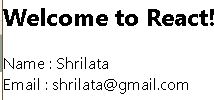 Welcome to React!
Name : Shrilata
Email : shrilata@gmail.com